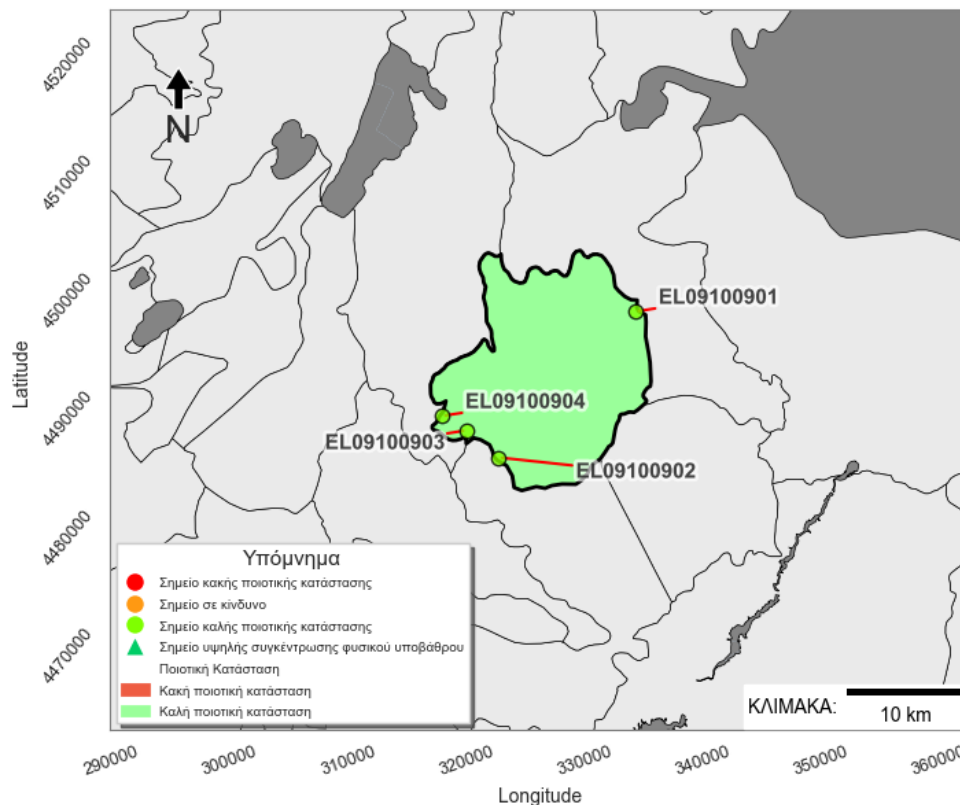 4520000
N
4510000
4500000
EL09100901
Latitude
4490000
EL09100904
EL09100903
EL09100902
4480000
Υπόμνημα
Σημείο κακής ποιοτικής κατάστασης
Σημείο σε κίνδυνο
Σημείο καλής ποιοτικής κατάστασης
Σημείο υψηλής συγκέντρωσης φυσικού υποβάθρου
Ποιοτική Κατάσταση
Κακή ποιοτική κατάσταση
Καλή ποιοτική κατάσταση
4470000
ΚΛΙΜΑΚΑ:
10 km
290000 300000 310000 320000 330000 340000 350000 360000
Longitude